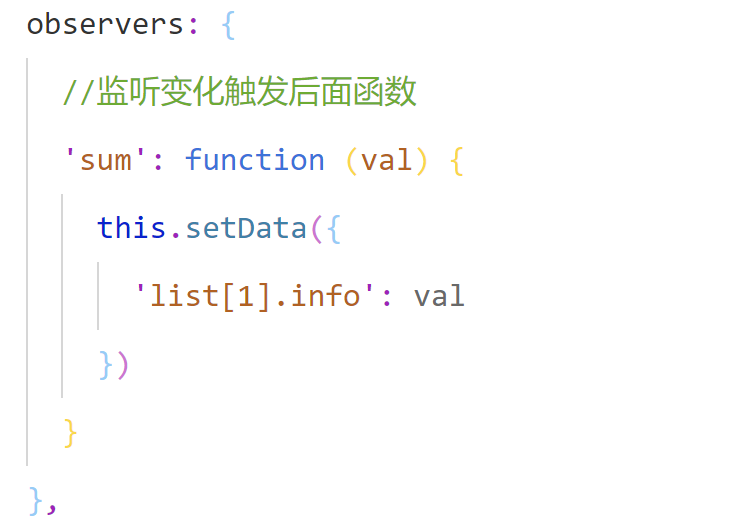 observers: {
//监听变化触发后面函数
'sum': function (val) {
this.setData({
'list[1].info': val
})
}
},